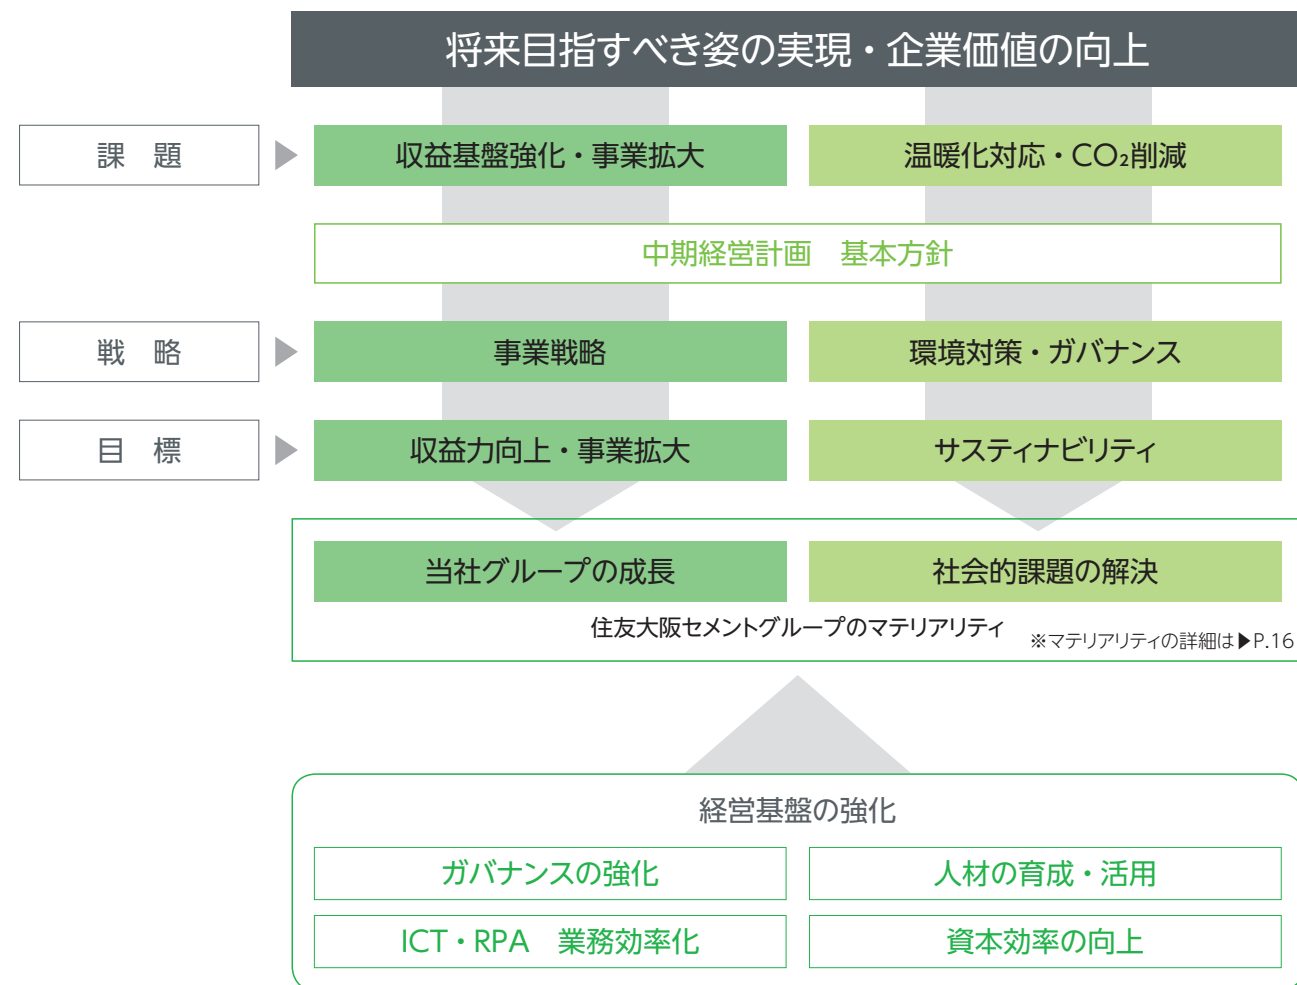 将来目指すべき姿の実現・企業価値の向上
課　題
収益基盤強化・事業拡大
温暖化対応・CO₂削減
中期経営計画　基本方針
戦　略
事業戦略
環境対策・ガバナンス
目　標
収益力向上・事業拡大
サスティナビリティ
当社グループの成長
社会的課題の解決
住友大阪セメントグループのマテリアリティ
※マテリアリティの詳細は▶P.16
経営基盤の強化
ガバナンスの強化
人材の育成・活用
ICT・RPA　業務効率化
資本効率の向上